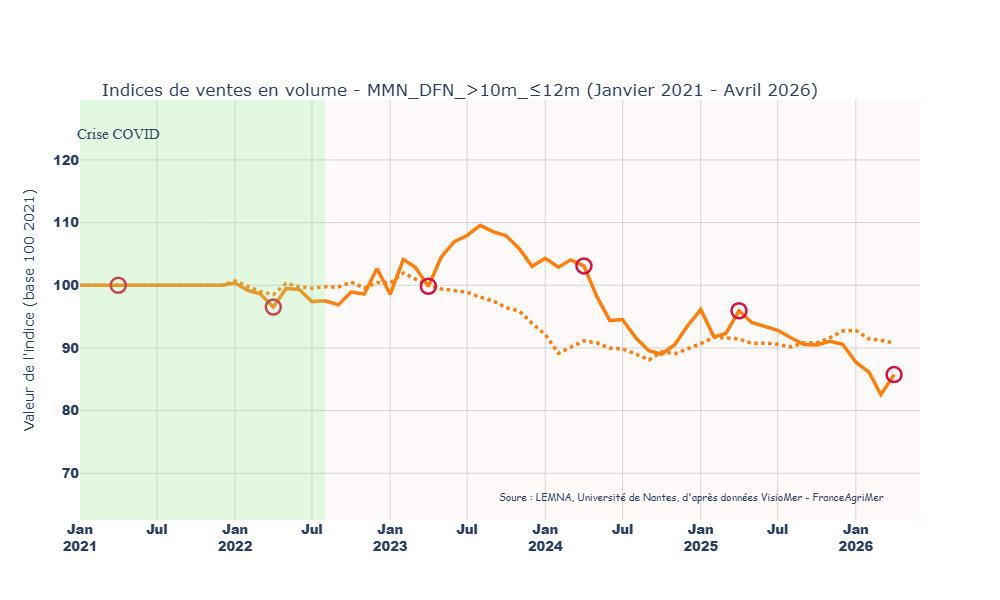 Indices de ventes en volume - MMN_DFN_>10m_≤12m (Janvier 2021 - Avril 2026)
Crise COVID
Valeur de l'indice (base 100 2021)
120
110
100
90
80
70
Soure : LEMNA, Université de Nantes, d'après données VisioMer - FranceAgriMer
Jan Jul Jan Jul Jan Jul Jan Jul Jan Jul Jan
2021 2022 2023 2024 2025 2026